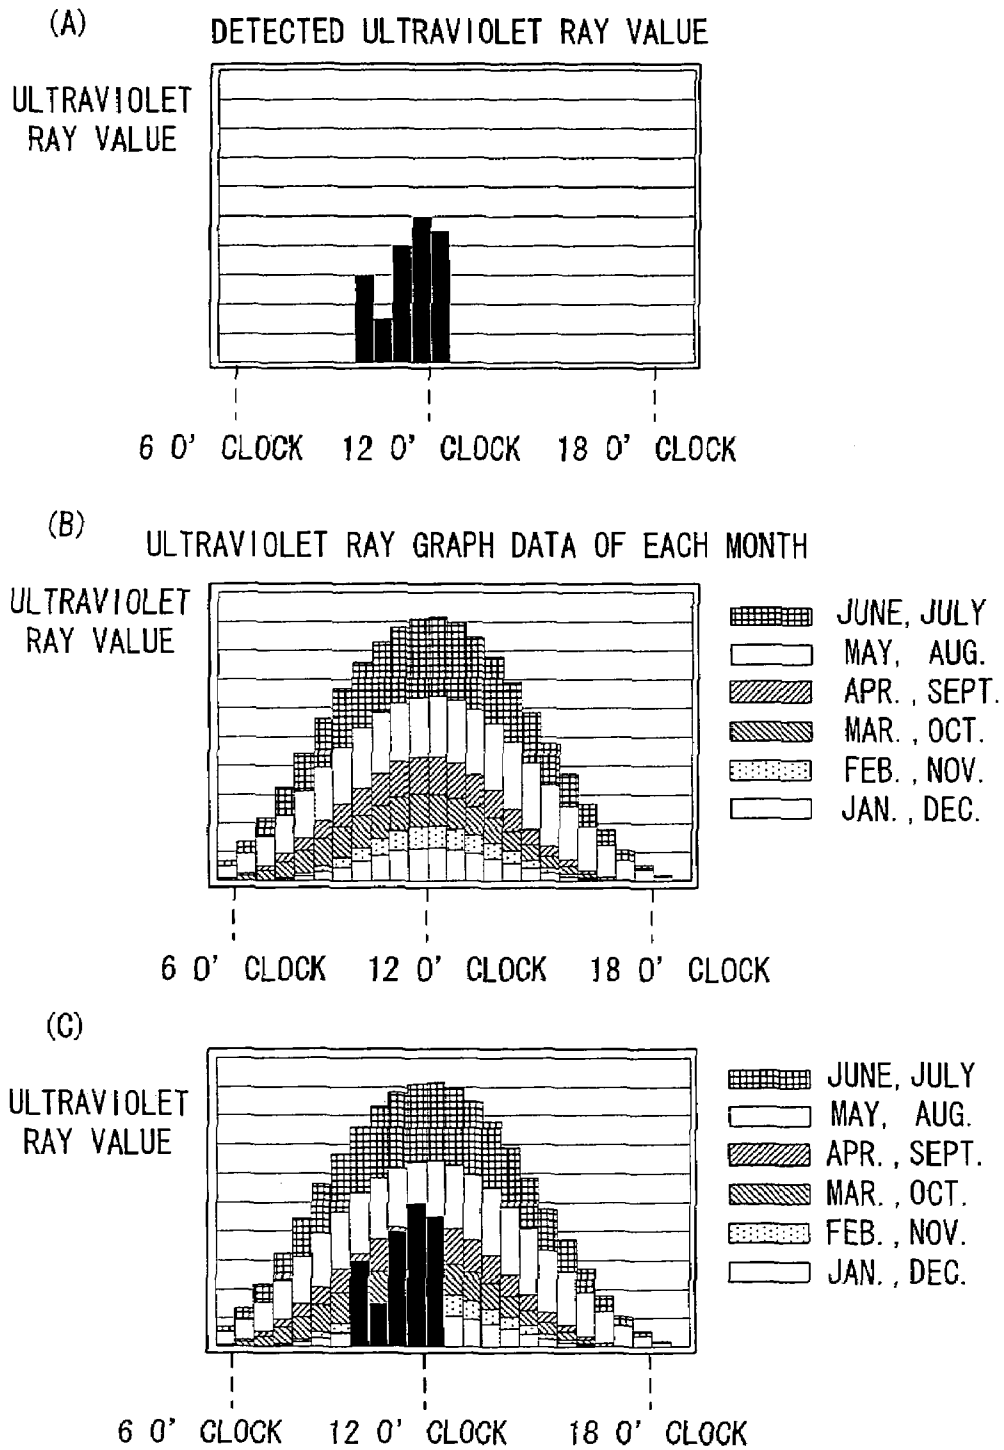 (A)
DETECTED ULTRAVIOLET RAY VALUE
ULTRAVIOLET
RAY VALUE
6 O' CLOCK 12 O' CLOCK 18 O' CLOCK
(B)
ULTRAVIOLET RAY GRAPH DATA OF EACH MONTH
ULTRAVIOLET
RAY VALUE
JUNE, JULY
MAY, AUG.
APR., SEPT.
MAR., OCT.
FEB., NOV.
JAN., DEC.
6 O' CLOCK 12 O' CLOCK 18 O' CLOCK
(C)
ULTRAVIOLET
RAY VALUE
JUNE, JULY
MAY, AUG.
APR., SEPT.
MAR., OCT.
FEB., NOV.
JAN., DEC.
6 O' CLOCK 12 O' CLOCK 18 O' CLOCK